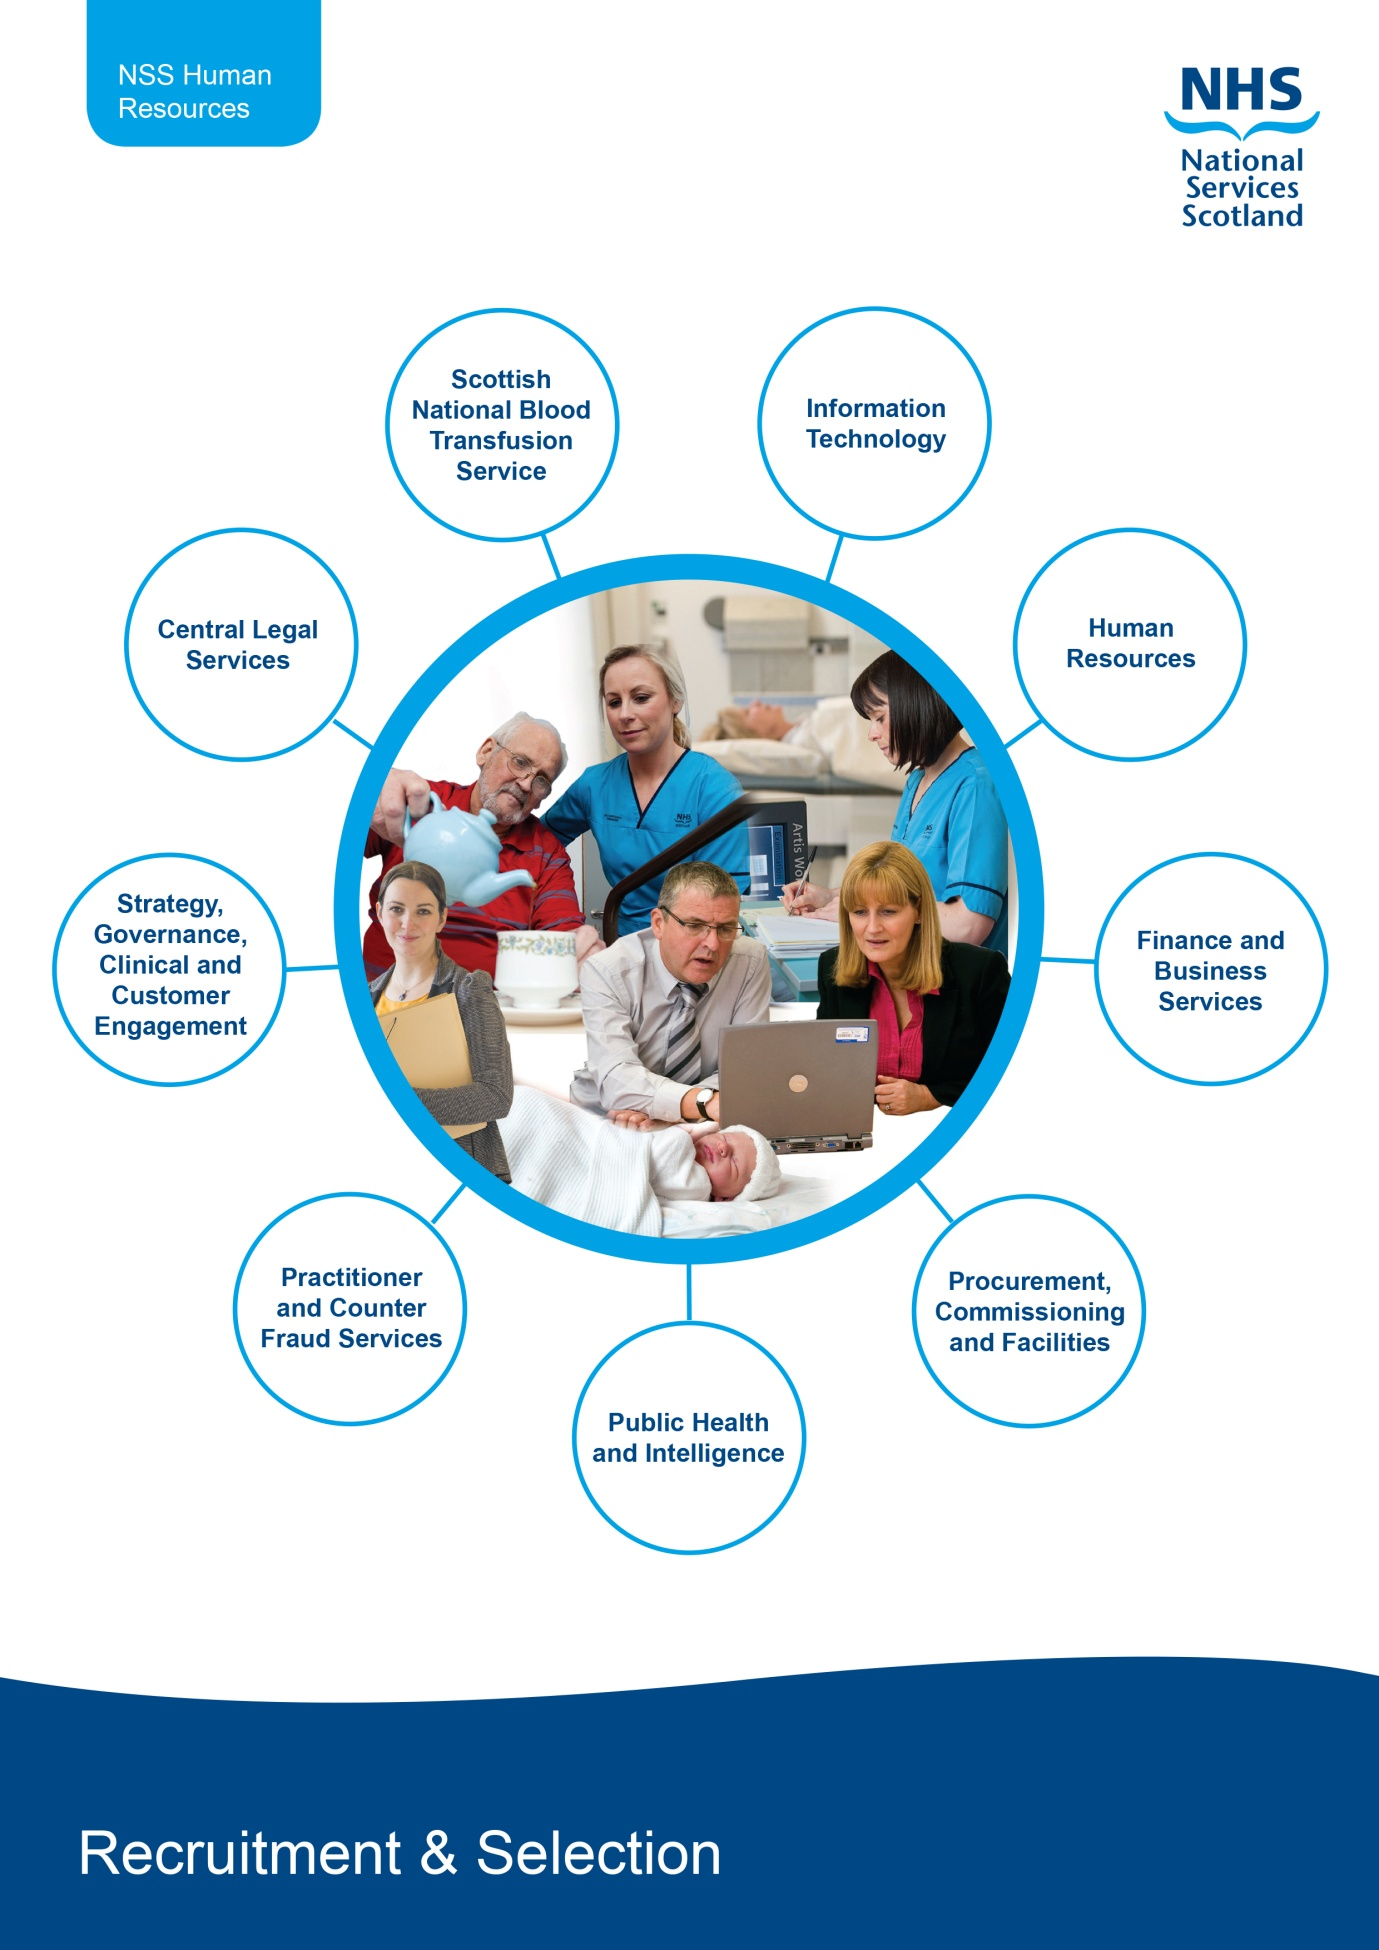 NSS Human
Resources
NHS
National
Services
Scotland
Scottish
National Blood
Transfusion
Service
Information
Technology
Central Legal
Services
Human
Resources
Strategy,
Governance,
Clinical and
Customer
Engagement
Finance and
Business
Services
NHS
Artis
Practitioner
and Counter
Fraud Services
Procurement,
Commissioning
and Facilities
Public Health
and Intelligence
Recruitment & Selection